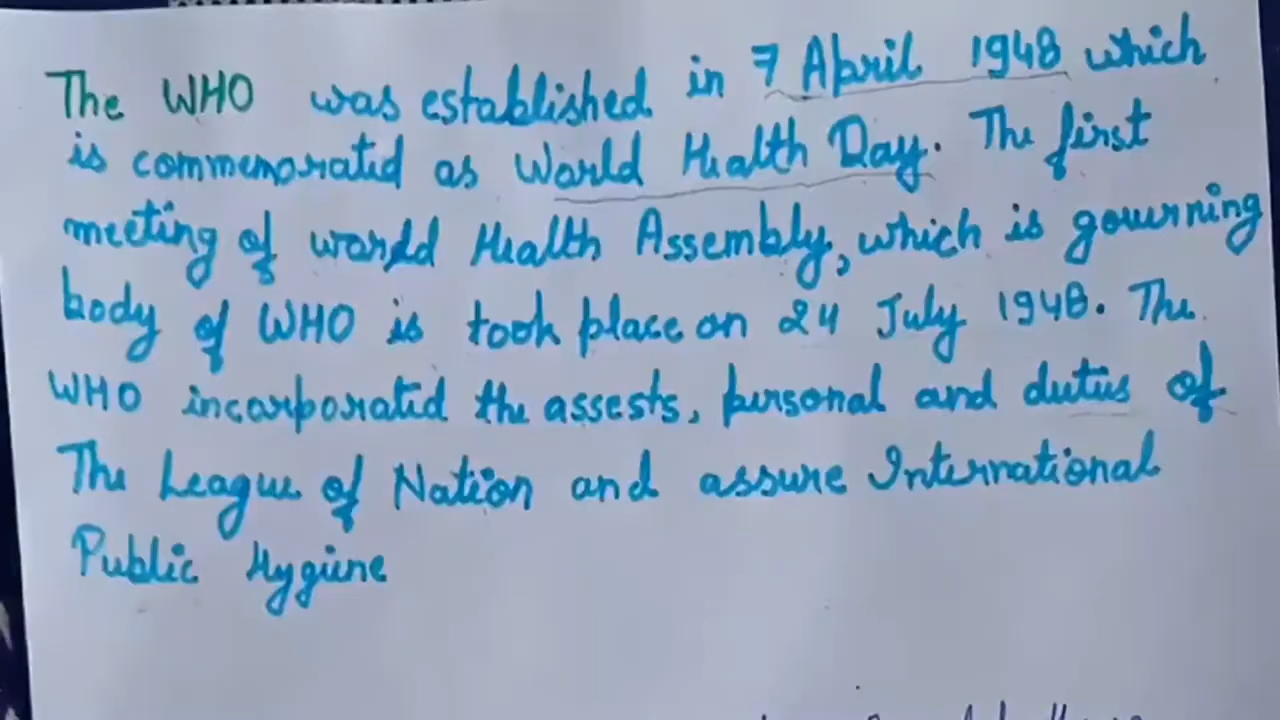 The WHO was established in 7 April 1948 which
is commemorated as World Health Day. The first
meeting of world Health Assembly, which is governing
body of WHO is took place on 24 July 1948. The
WHO incorporated the assests, personal and duties of
The League of Nation and assure International
Public Hygiene